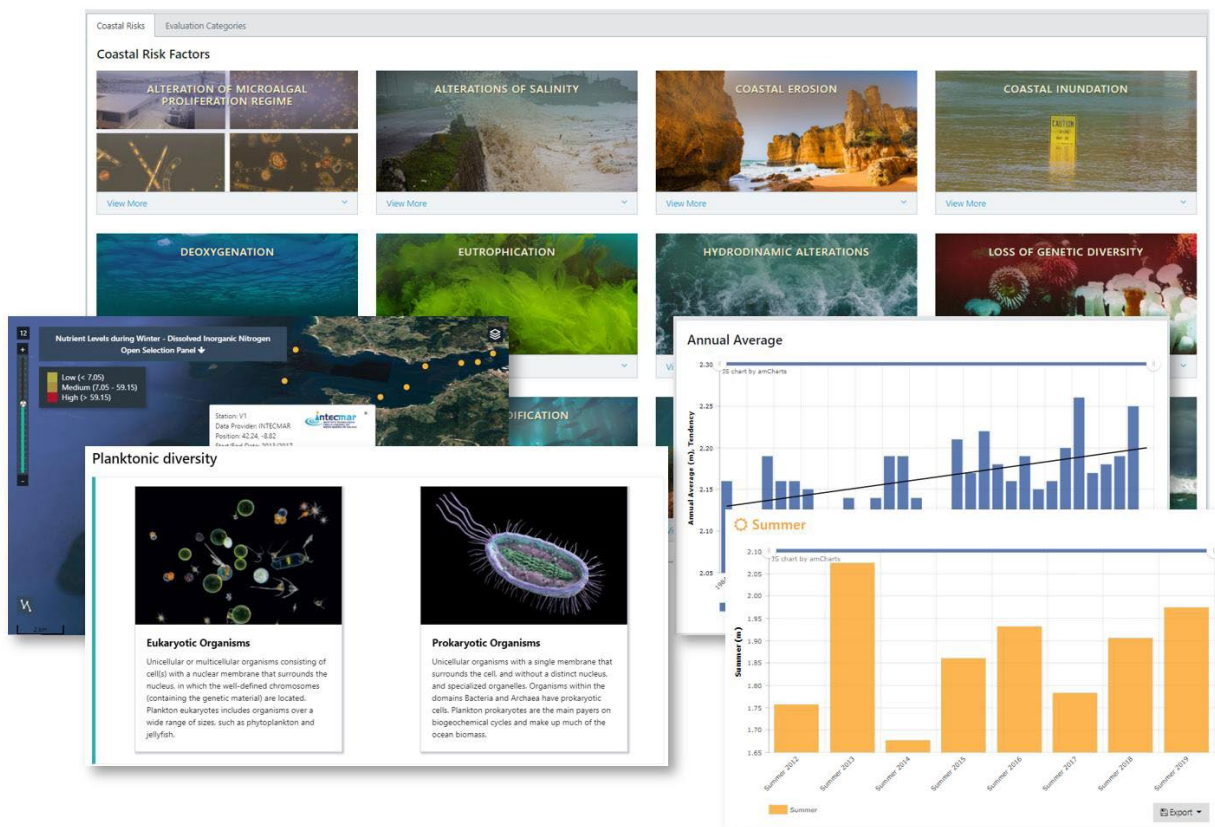 Coastal Risks
Evaluation Categories
Coastal Risk Factors
ALTERATION OF MICROALGAL
PROLIFERATION REGIME
ALTERATIONS OF SALINITY
COASTAL EROSION
COASTAL INUNDATION
CAUTION
View More
View More
View More
View More
DEOXYGENATION
EUTROPHICATION
HYDRODINAMIC ALTERATIONS
LOSS OF GENETIC DIVERSITY
12
+
-
Nutrient Levels during Winter - Dissolved Inorganic Nitrogen
Open Selection Panel
Low (< 7.05)
Medium (7.05 - 59.15)
High (> 59.15)
Station: V1
Data Provider: INTECMAR
Position: 42.24, -8.82
intecmar
×
2 km
Planktonic diversity
Eukaryotic Organisms
Unicellular or multicellular organisms consisting of
cell(s) with a nuclear membrane that surrounds the
nucleus, in which the well-defined chromosomes
(containing the genetic material) are located.
Plankton eukaryotes includes organisms over a
wide range of sizes, such as phytoplankton and
jellyfish.
Prokaryotic Organisms
Unicellular organisms with a single membrane that
surrounds the cell, and without a distinct nucleus,
and specialized organelles. Organisms within the
domains Bacteria and Archaea have prokaryotic
cells. Plankton prokaryotes are the main payers on
biogeochemical cycles and make up much of the
ocean biomass.
Annual Average
JS chart by amCharts
Annual Average (m), Tendency
2.30
2.25
2.20
2.15
2.10
2.05
Summer
JS chart by amCharts
Summer (m)
2.10
2.05
2.00
1.95
1.90
1.85
1.80
1.75
1.70
1.65
Summer 2012
Summer 2013
Summer 2014
Summer 2015
Summer 2016
Summer 2017
Summer 2018
Summer 2019
Summer
Export